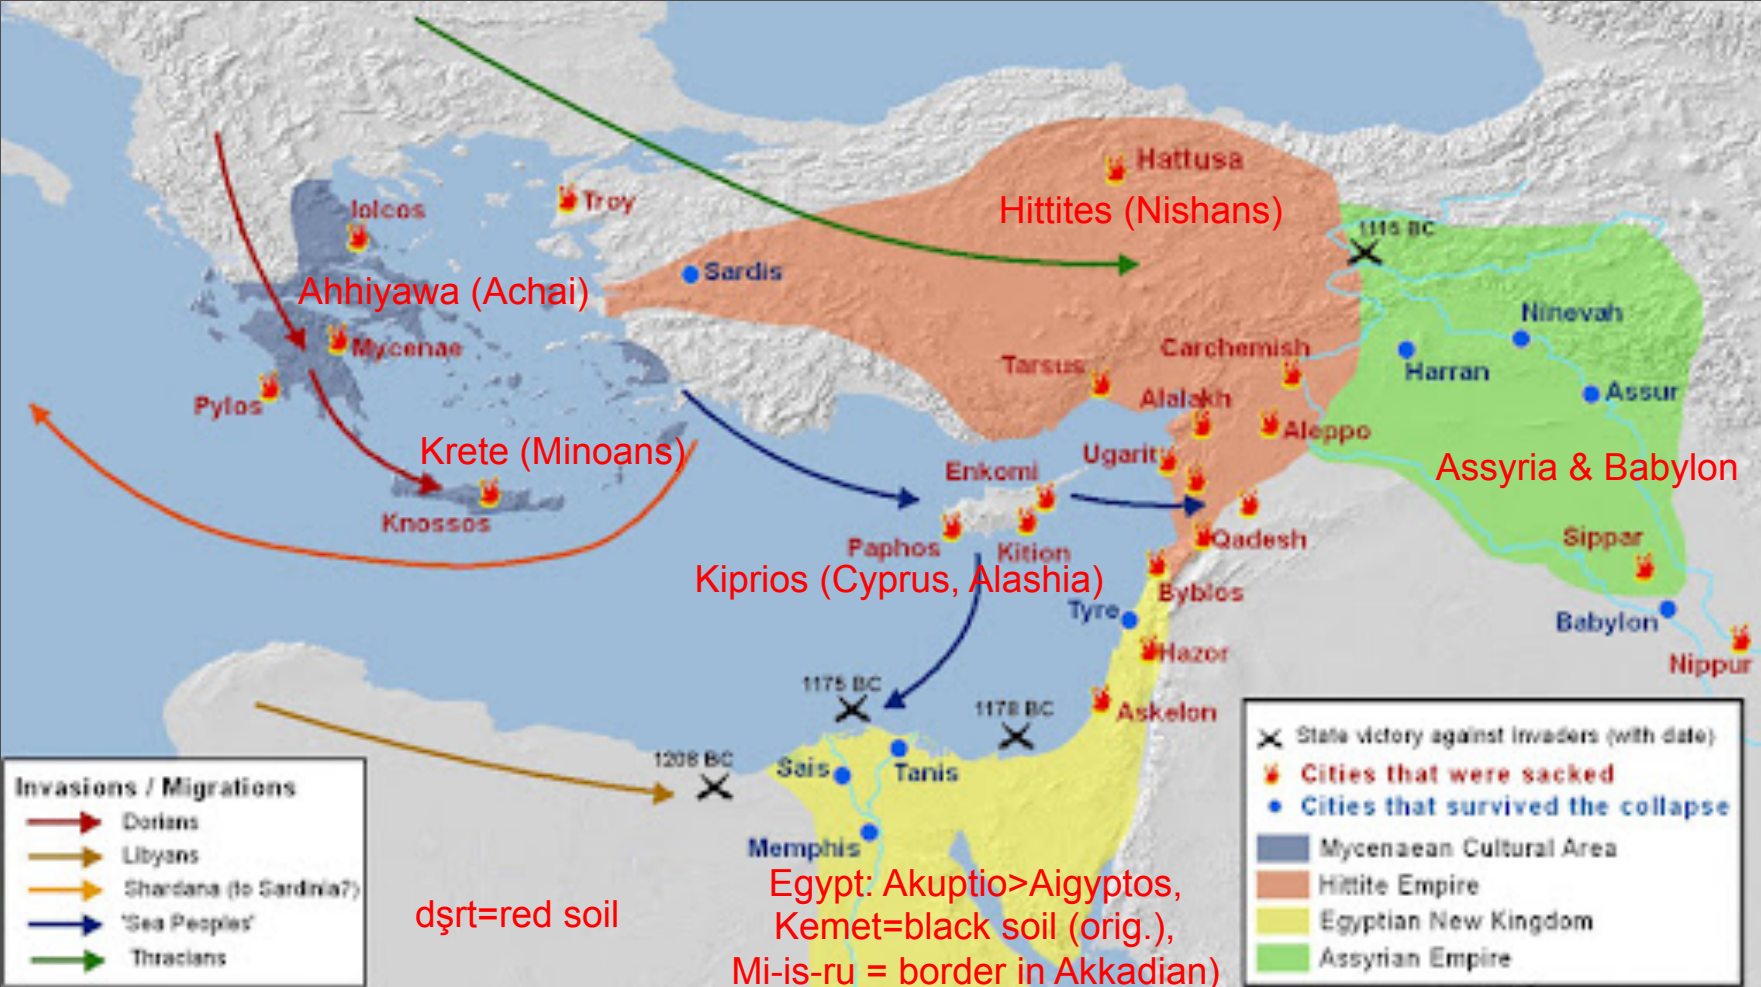 Hattusa
Hittites (Nishans)
Iolcos
Troy
1115 BC
Sardis
Ahhiyawa (Achai)
Ninevah
Mycenae
Tarsus
Carchemish
Harran
Assur
Pylos
Alalakh
Aleppo
Krete (Minoans)
Ugarit
Enkomi
Assyria & Babylon
Knossos
Paphos
Kition
Qadesh
Sippar
Kiprios (Cyprus, Alashia)
Byblos
Tyre
Babylon
Hazor
Nippur
1175 BC
1178 BC
Askelon
1208 BC
Sais
Tanis
Memphis
Egypt: Akuptio>Aigyptos,
Kemet=black soil (orig.),
Mi-is-ru = border in Akkadian)
dşrt=red soil
Invasions / Migrations
Dorians
Libyans
Shardana (to Sardinia?)
'Sea Peoples'
Thracians
State victory against invaders (with date)
Cities that were sacked
Cities that survived the collapse
Mycenaean Cultural Area
Hittite Empire
Egyptian New Kingdom
Assyrian Empire